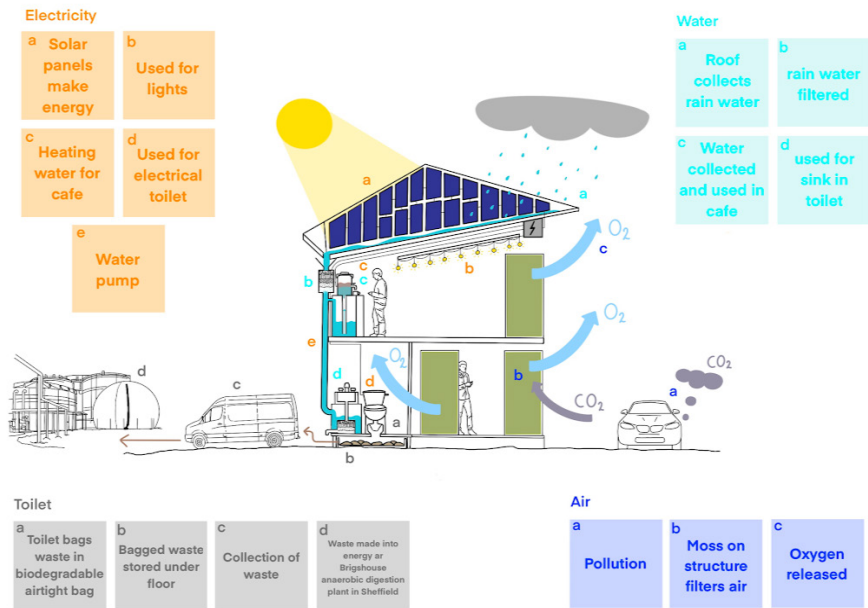 Electricity
a
Solar
panels
make
energy
b
Used for
lights
c
Heating
water for
cafe
d
Used for
electrical
toilet
e
Water
pump
Water
a
Roof
collects
rain water
b
rain water
filtered
c
Water
collected
and used in
cafe
d
used for
sink in
toilet
a
a
O2
c
b
c
b
c
e
O2
O2
d
d
a
b
b
CO2
CO2
a
d
c
Toilet
a
Toilet bags
waste in
biodegradable
airtight bag
b
Bagged waste
stored under
floor
c
Collection of
waste
d
Waste made into
energy ar
Brigshouse
anaerobic digestion
plant in Sheffield
Air
a
Pollution
b
Moss on
structure
filters air
c
Oxygen
released